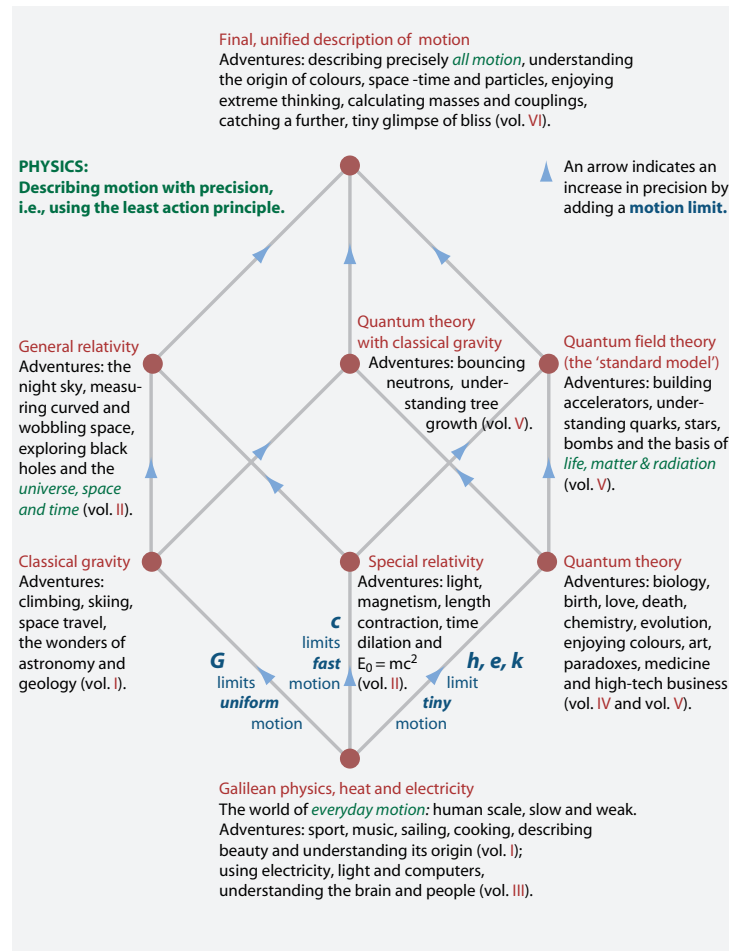 Final, unified description of motion
Adventures: describing precisely all motion, understanding
the origin of colours, space -time and particles, enjoying
extreme thinking, calculating masses and couplings,
catching a further, tiny glimpse of bliss (vol. VI).
PHYSICS:
Describing motion with precision,
i.e., using the least action principle.
An arrow indicates an
increase in precision by
adding a motion limit.
General relativity
Adventures: the
night sky, measu-
ring curved and
wobbling space,
exploring black
holes and the
universe, space
and time (vol. II).
Quantum theory
with classical gravity
Adventures: bouncing
neutrons, under-
standing tree
growth (vol. V).
Quantum field theory
(the ‘standard model’)
Adventures: building
accelerators, under-
standing quarks, stars,
bombs and the basis of
life, matter & radiation
(vol. V).
Classical gravity
Adventures:
climbing, skiing,
space travel,
the wonders of
astronomy and
geology (vol. I).
Special relativity
Adventures: light,
magnetism, length
contraction, time
dilation and
E₀ = mc²
(vol. II).
Quantum theory
Adventures: biology,
birth, love, death,
chemistry, evolution,
enjoying colours, art,
paradoxes, medicine
and high-tech business
(vol. IV and vol. V).
G
limits
uniform
motion
c
limits
fast
motion
h, e, k
limit
tiny
motion
Galilean physics, heat and electricity
The world of everyday motion: human scale, slow and weak.
Adventures: sport, music, sailing, cooking, describing
beauty and understanding its origin (vol. I);
using electricity, light and computers,
understanding the brain and people (vol. III).